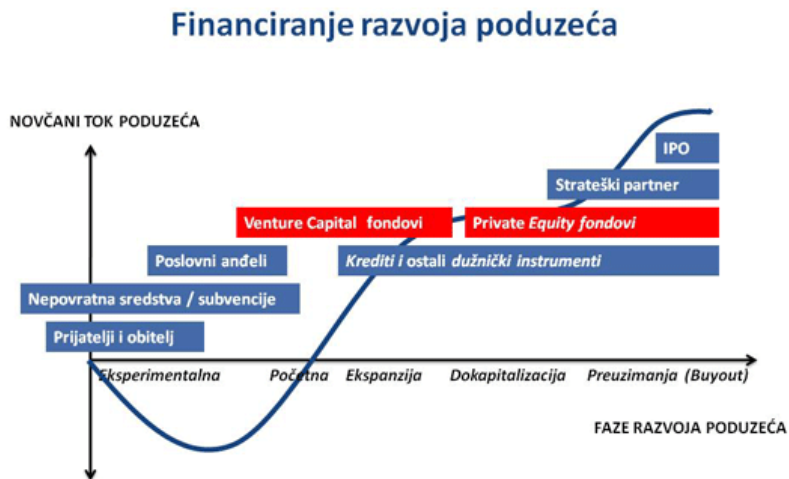 Financiranje razvoja poduzeća
NOVČANI TOK PODUZEĆA
IPO
Strateški partner
Venture Capital fondovi
Private Equity fondovi
Poslovni anđeli
Krediti i ostali dužnički instrumenti
Nepovratna sredstva / subvencije
Prijatelji i obitelj
Eksperimentalna
Početna
Ekspanzija
Dokapitalizacija
Preuzimanja (Buyout)
FAZE RAZVOJA PODUZEĆA